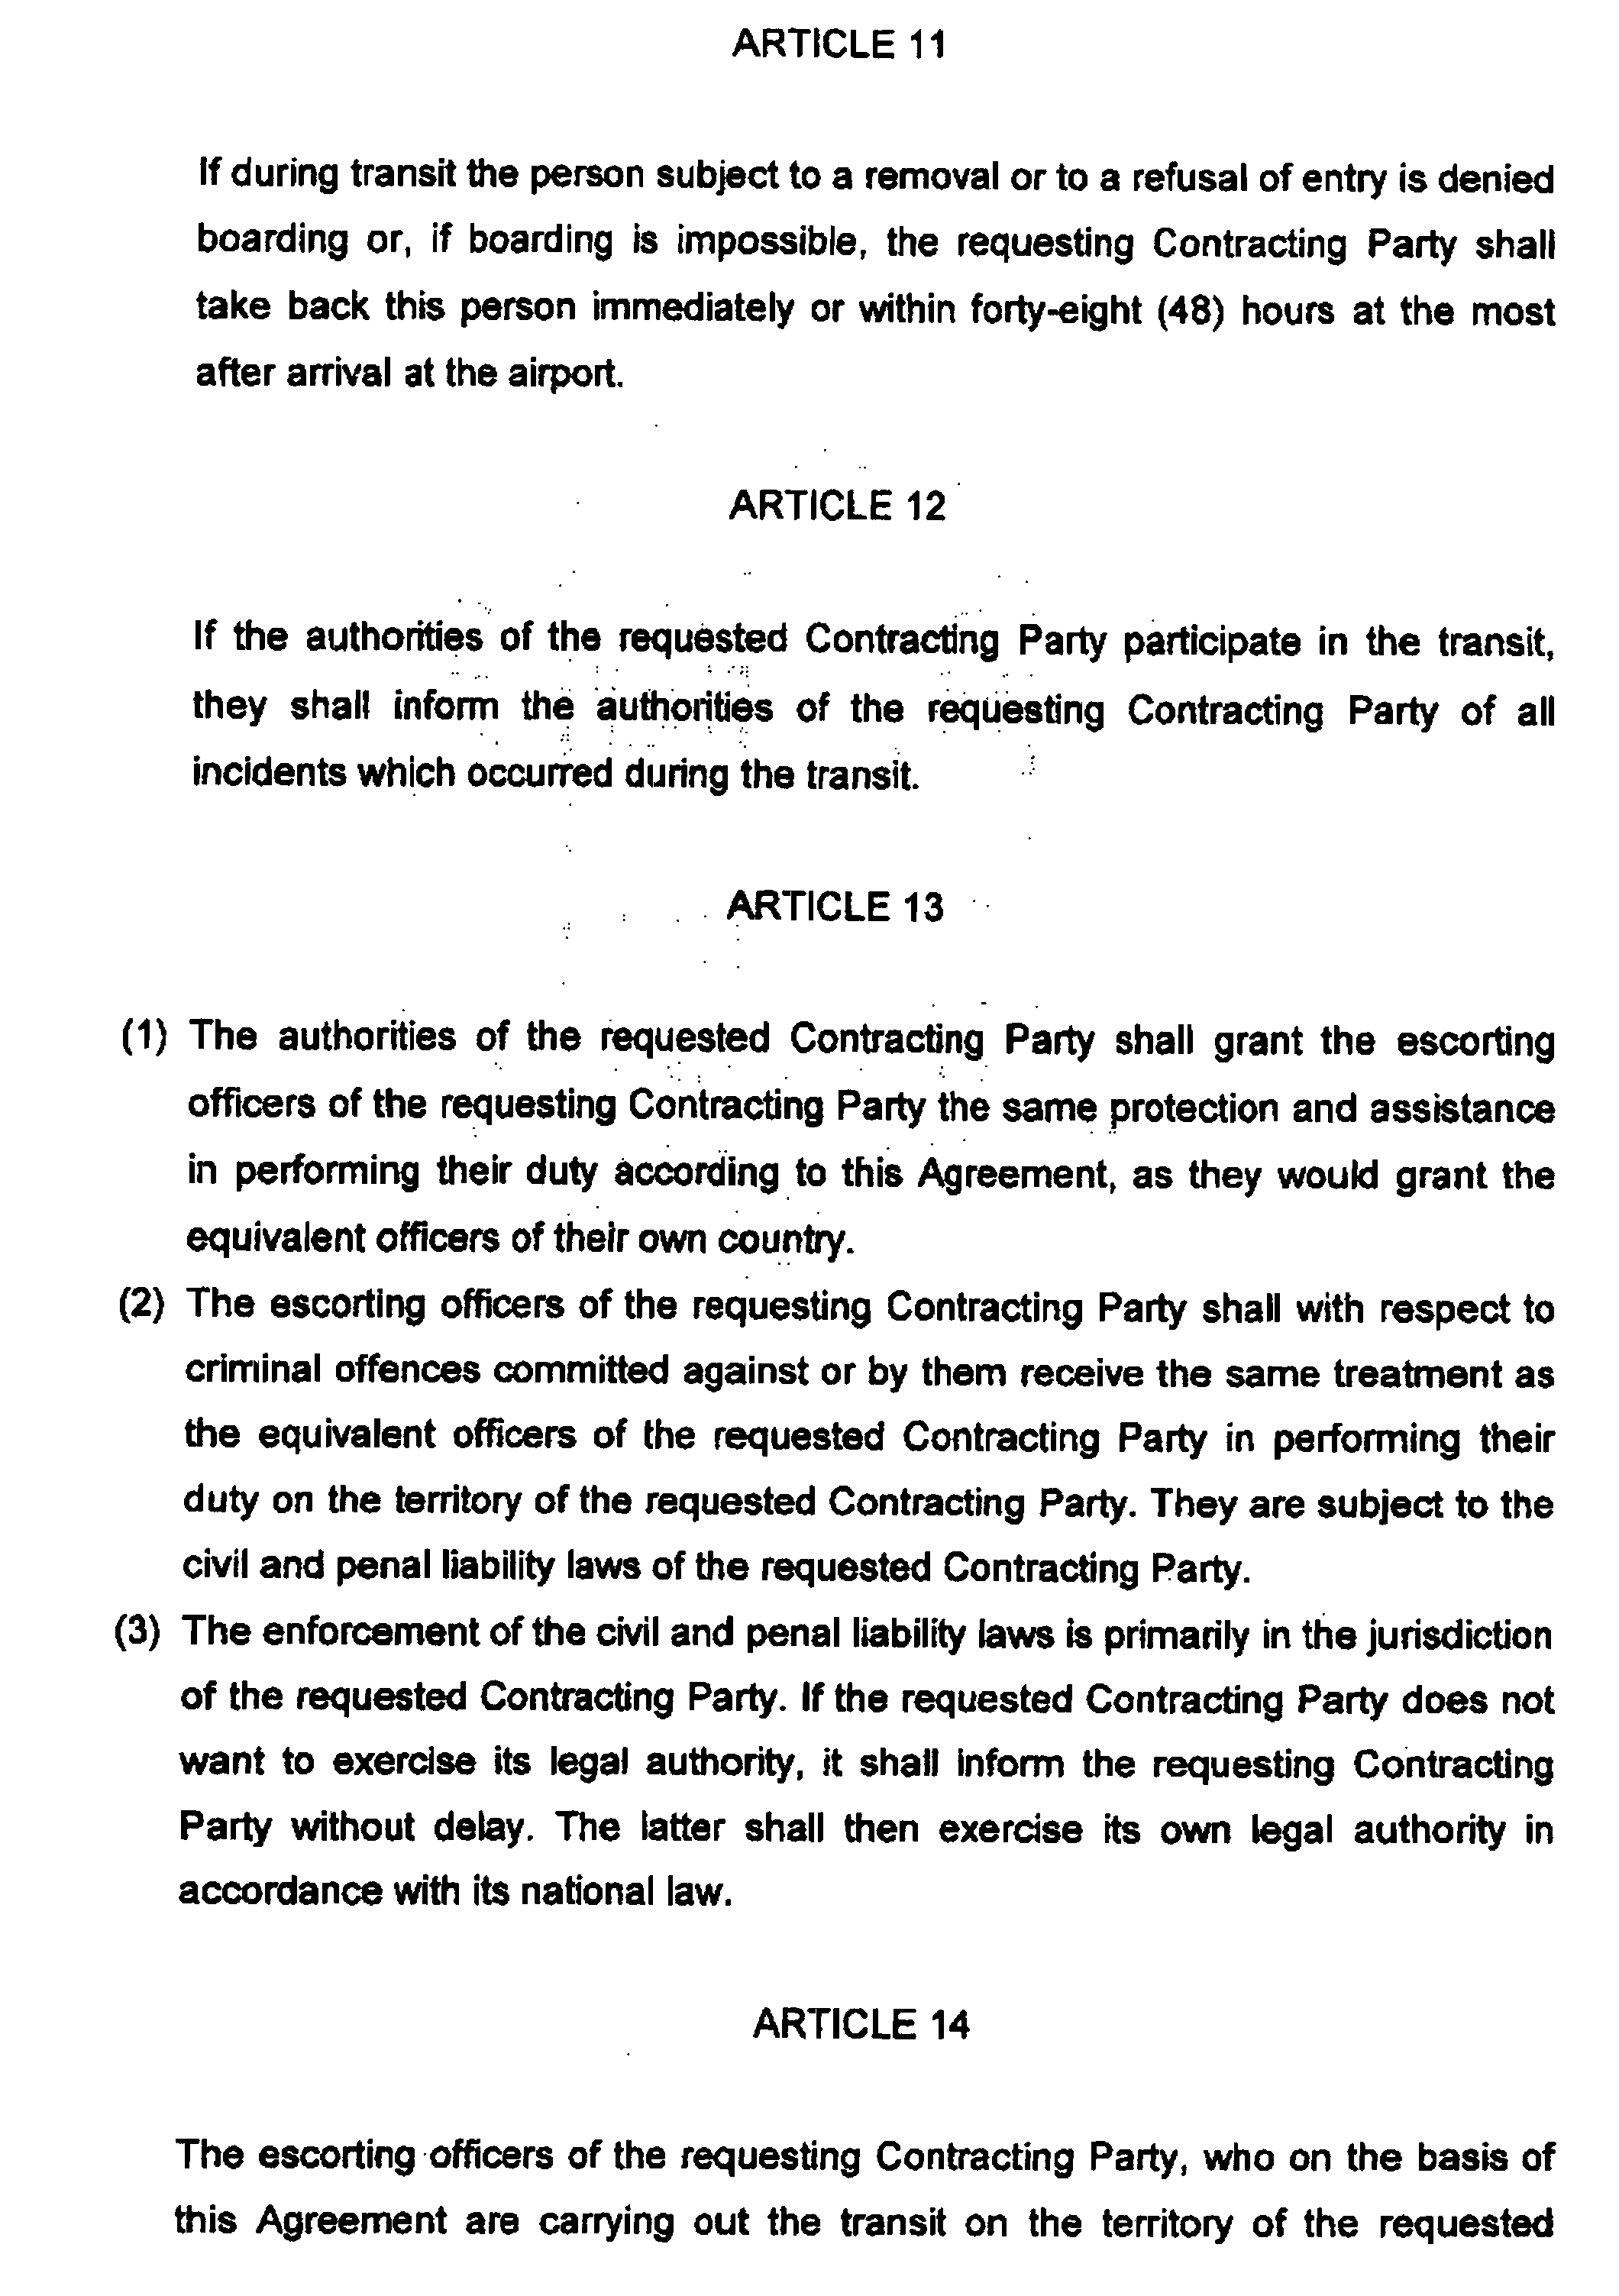 ARTICLE 11
If during transit the person subject to a removal or to a refusal of entry is denied
boarding or, if boarding is impossible, the requesting Contracting Party shall
take back this person immediately or within forty-eight (48) hours at the most
after arrival at the airport.
ARTICLE 12
If the authorities of the requested Contracting Party participate in the transit,
they shall inform the authorities of the requesting Contracting Party of all
incidents which occurred during the transit.
ARTICLE 13
(1) The authorities of the requested Contracting Party shall grant the escorting
officers of the requesting Contracting Party the same protection and assistance
in performing their duty according to this Agreement, as they would grant the
equivalent officers of their own country.
(2) The escorting officers of the requesting Contracting Party shall with respect to
criminal offences committed against or by them receive the same treatment as
the equivalent officers of the requested Contracting Party in performing their
duty on the territory of the requested Contracting Party. They are subject to the
civil and penal liability laws of the requested Contracting Party.
(3) The enforcement of the civil and penal liability laws is primarily in the jurisdiction
of the requested Contracting Party. If the requested Contracting Party does not
want to exercise its legal authority, it shall inform the requesting Contracting
Party without delay. The latter shall then exercise its own legal authority in
accordance with its national law.
ARTICLE 14
The escorting officers of the requesting Contracting Party, who on the basis of
this Agreement are carrying out the transit on the territory of the requested